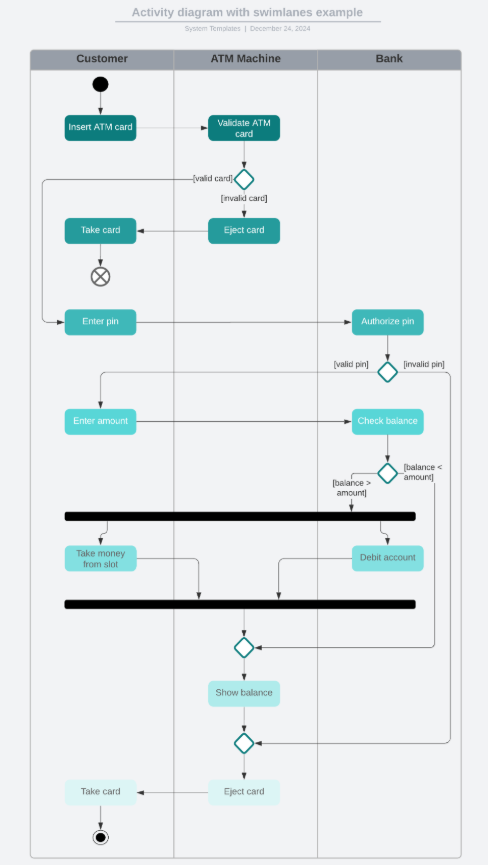 Activity diagram with swimlanes example
System Templates | December 24, 2024
Customer
ATM Machine
Bank
Insert ATM card
Validate ATM
card
[valid card]
[invalid card]
Take card
Eject card
Enter pin
Authorize pin
[valid pin]
[invalid pin]
Enter amount
Check balance
[balance <
amount]
[balance >
amount]
Take money
from slot
Debit account
Show balance
Take card
Eject card